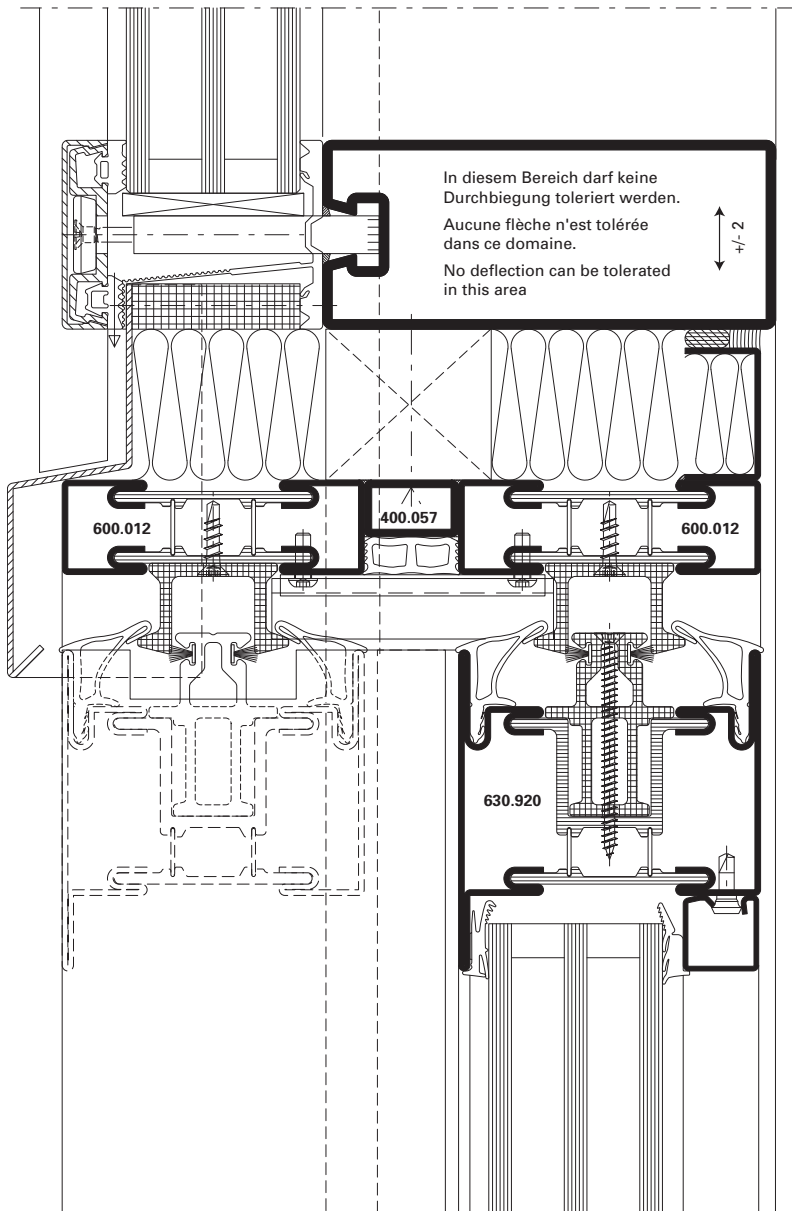 In diesem Bereich darf keine
Durchbiegung toleriert werden.
Aucune flèche n'est tolérée
dans ce domaine.
No deflection can be tolerated
in this area
+/- 2
600.012
400.057
600.012
630.920